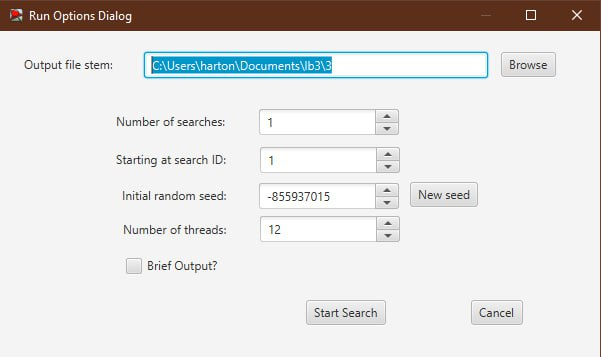 Run Options Dialog
Output file stem: C:\Users\harton\Documents\lb3\3 Browse
Number of searches: 1
Starting at search ID: 1
Initial random seed: -855937015 New seed
Number of threads: 12
Brief Output?
Start Search Cancel